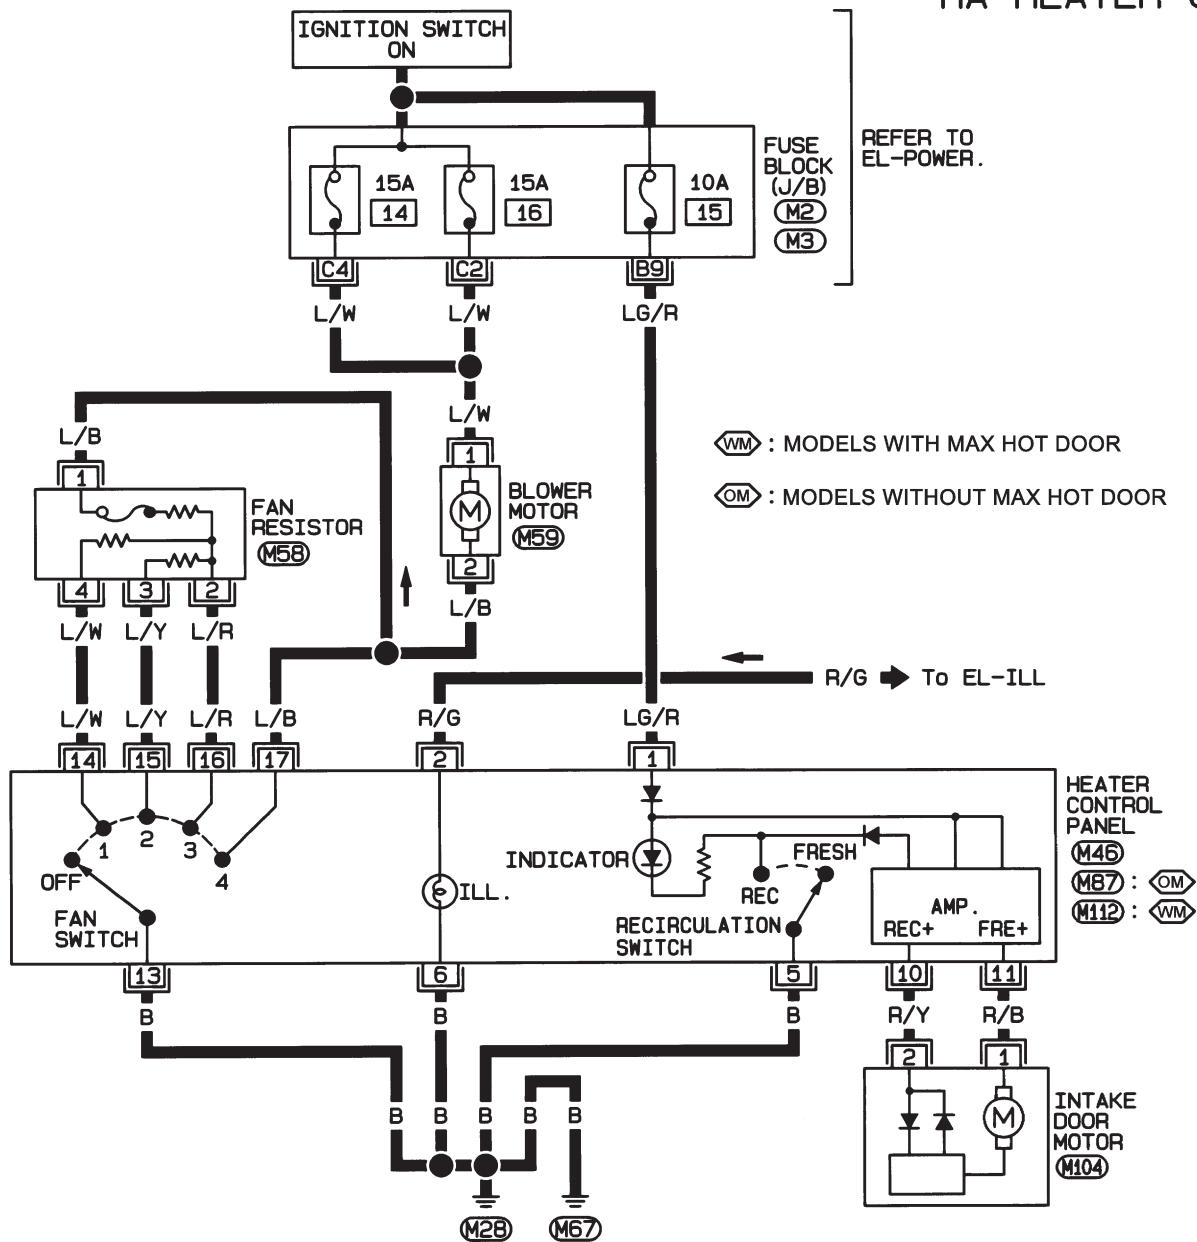 HA-HEATER
IGNITION SWITCH
ON
REFER TO
EL-POWER.
FUSE
BLOCK
(J/B)
M2
M3
15A
14
15A
16
10A
15
C4
C2
B9
L/W
L/W
LG/R
L/W
L/B
1
1
FAN
RESISTOR
M58
BLOWER
MOTOR
M59
M
WM : MODELS WITH MAX HOT DOOR
OM : MODELS WITHOUT MAX HOT DOOR
4
3
2
2
L/W
L/Y
L/R
L/B
R/G
To EL-ILL
L/W
L/Y
L/R
L/B
R/G
LG/R
14
15
16
17
2
1
HEATER
CONTROL
PANEL
M46
M87 : OM
M112 : WM
OFF
1
2
3
4
FAN
SWITCH
ILL.
INDICATOR
REC
FRESH
RECIRCULATION
SWITCH
AMP.
REC+
FRE+
13
6
5
10
11
B
B
B
R/Y
R/B
2
1
M
INTAKE
DOOR
MOTOR
M104
B
B
B
B
B
M28
M67